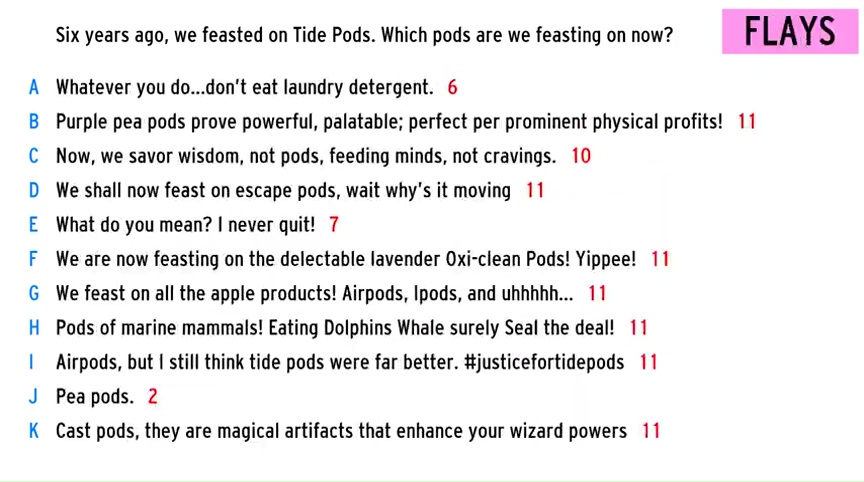 Six years ago, we feasted on Tide Pods. Which pods are we feasting on now?
FLAYS
A Whatever you do...don't eat laundry detergent. 6
B Purple pea pods prove powerful, palatable; perfect per prominent physical profits! 11
C Now, we savor wisdom, not pods, feeding minds, not cravings. 10
D We shall now feast on escape pods, wait why's it moving 11
E What do you mean? I never quit! 7
F We are now feasting on the delectable lavender Oxi-clean Pods! Yippee! 11
G We feast on all the apple products! Airpods, Ipods, and uhhhhh... 11
H Pods of marine mammals! Eating Dolphins Whale surely Seal the deal! 11
I Airpods, but I still think tide pods were far better. #justicefortidepods 11
J Pea pods. 2
K Cast pods, they are magical artifacts that enhance your wizard powers 11